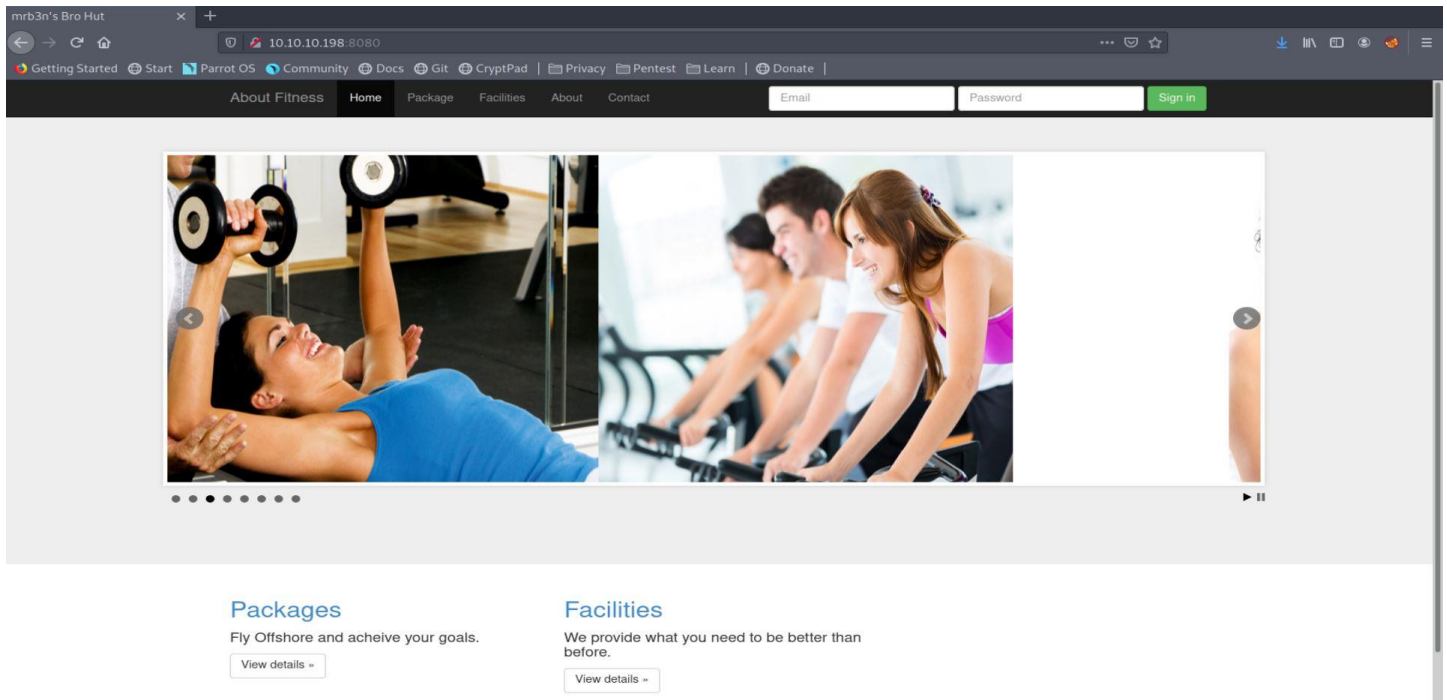 mrb3n's Bro Hut
10.10.10.198:8080
Getting Started Start Parrot OS Community Docs Git CryptPad | Privacy Pentest Learn | Donate |
About Fitness Home Package Facilities About Contact Email Password Sign in
Packages
Fly Offshore and acheive your goals.
View details »
Facilities
We provide what you need to be better than
before.
View details »